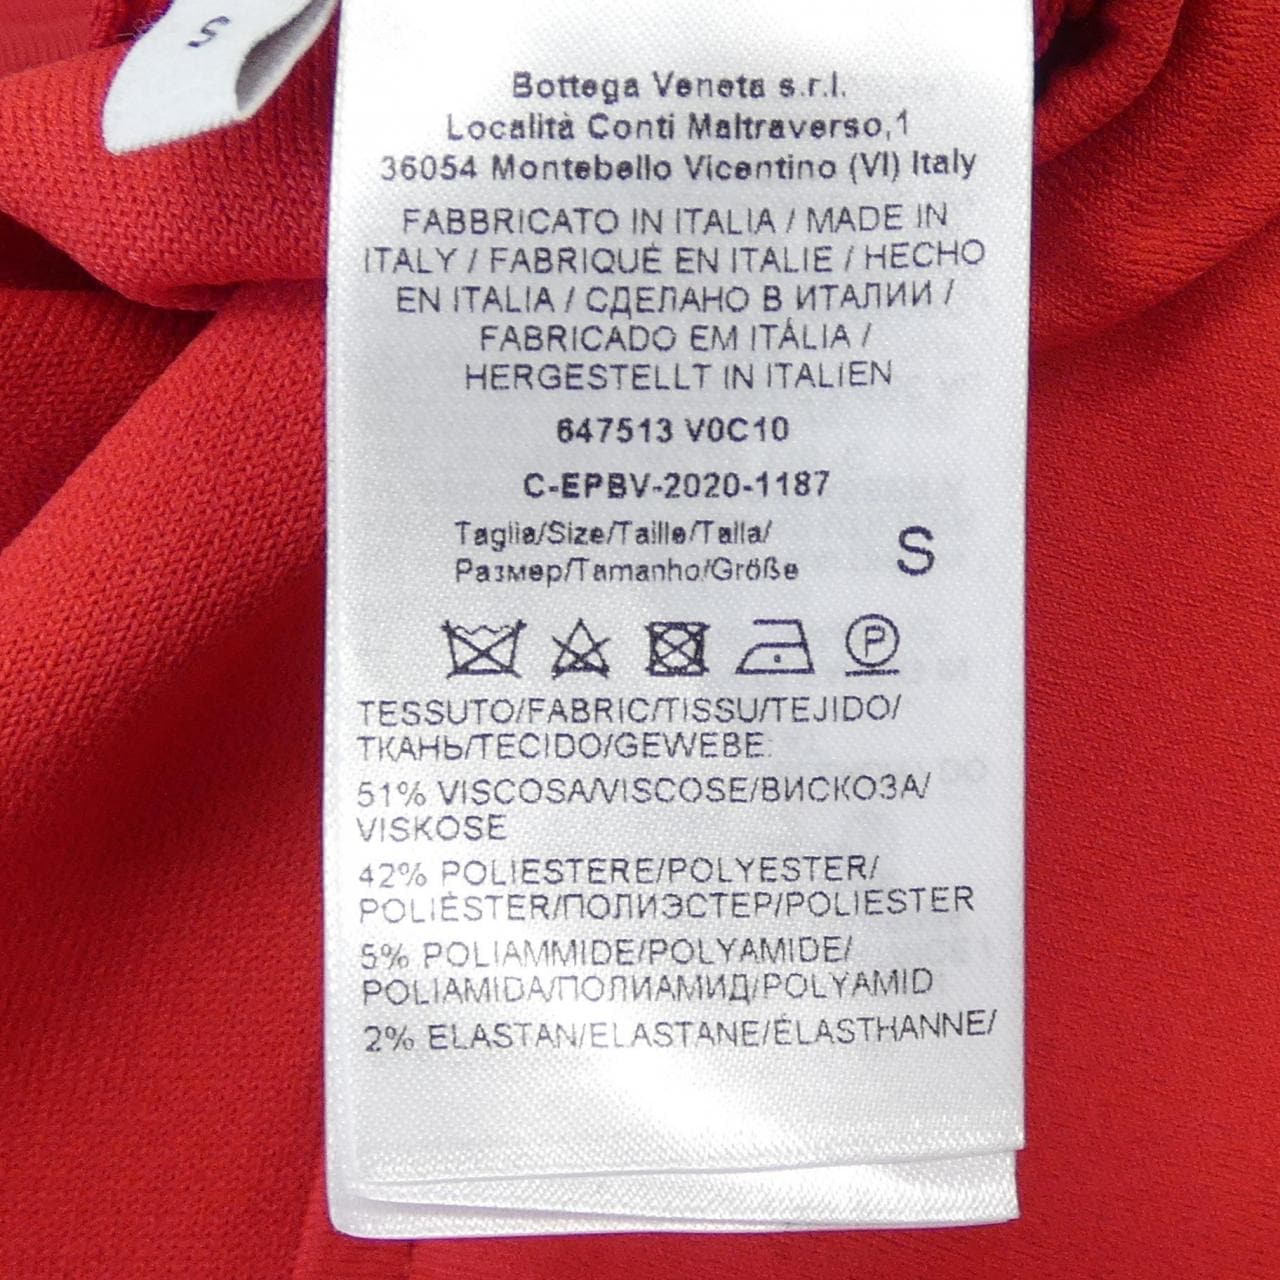 S
Bottega Veneta s.r.l.
Località Conti Maltraverso,1
36054 Montebello Vicentino (VI) Italy
FABBRICATO IN ITALIA / MADE IN
ITALY / FABRIQUÉ EN ITALIE / HECHO
EN ITALIA / СДЕЛАНО В ИТАЛИИ /
FABRICADO EM ITÁLIA /
HERGESTELLT IN ITALIEN
647513 V0C10
C-EPBV-2020-1187
Taglia/Size/Taille/Talla/
Размер/Tamanho/Größe
S
P
TESSUTO/FABRIC/TISSU/TEJIDO/
ТКАНЬ/TECIDO/GEWEBE:
51% VISCOSA/VISCOSE/ВИСКОЗА/
VISKOSE
42% POLIESTERE/POLYESTER/
POLIÉSTER/ПОЛИЭСТЕР/POLIESTER
5% POLIAMMIDE/POLYAMIDE/
POLIAMIDA/ПОЛИАМИД/POLYAMID
2% ELASTAN/ELASTANE/ÉLASTHANNE/